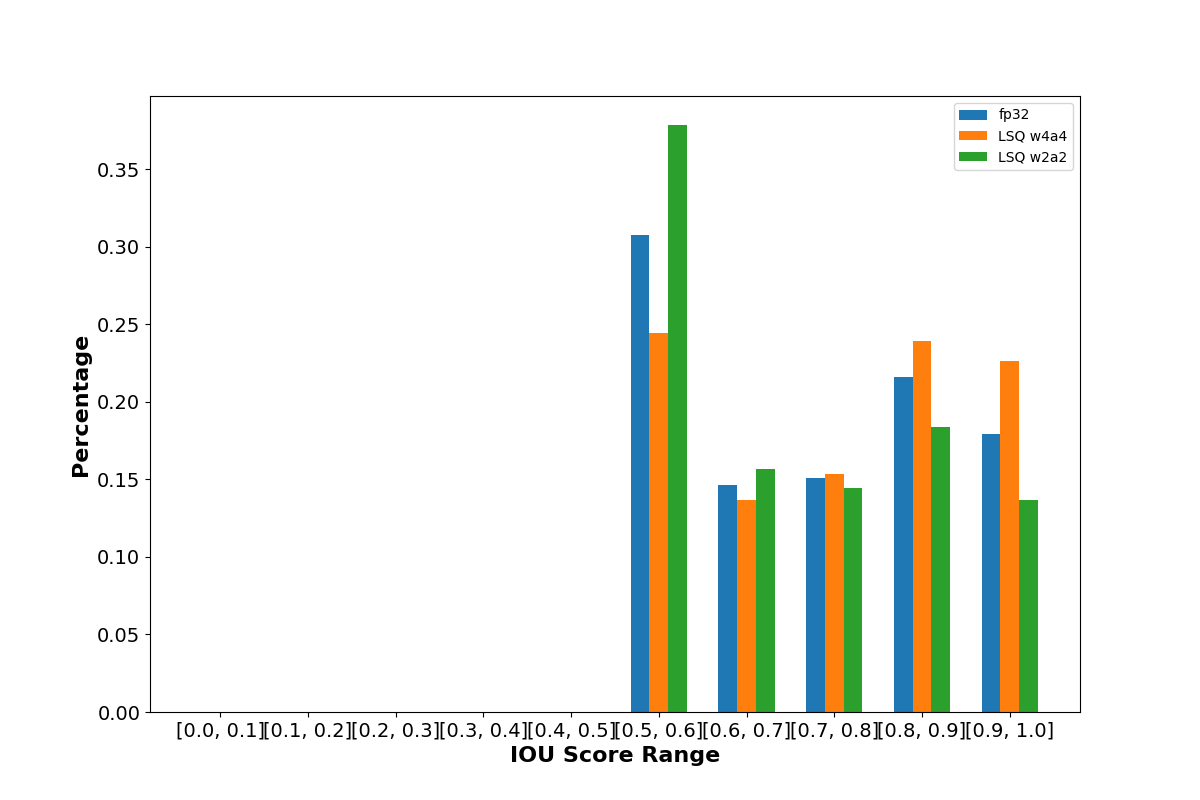 fp32
LSQ w4a4
LSQ w2a2
Percentage
0.35
0.30
0.25
0.20
0.15
0.10
0.05
0.00
[0.0, 0.1] [0.1, 0.2] [0.2, 0.3] [0.3, 0.4] [0.4, 0.5] [0.5, 0.6] [0.6, 0.7] [0.7, 0.8] [0.8, 0.9] [0.9, 1.0]
IOU Score Range